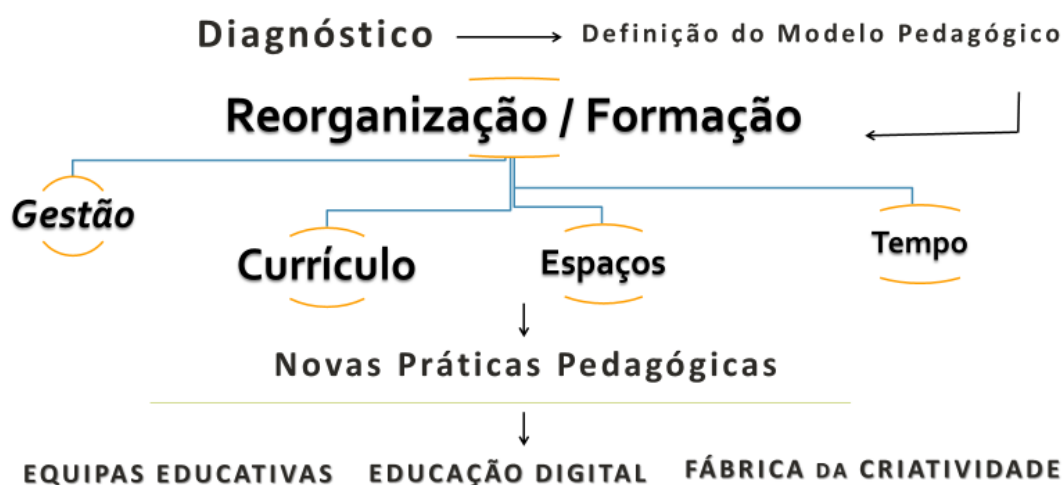 Diagnóstico
Definição do Modelo Pedagógico
Reorganização / Formação
Gestão
Currículo
Espaços
Tempo
Novas Práticas Pedagógicas
EQUIPAS EDUCATIVAS
EDUCAÇÃO DIGITAL
FÁBRICA DA CRIATIVIDADE